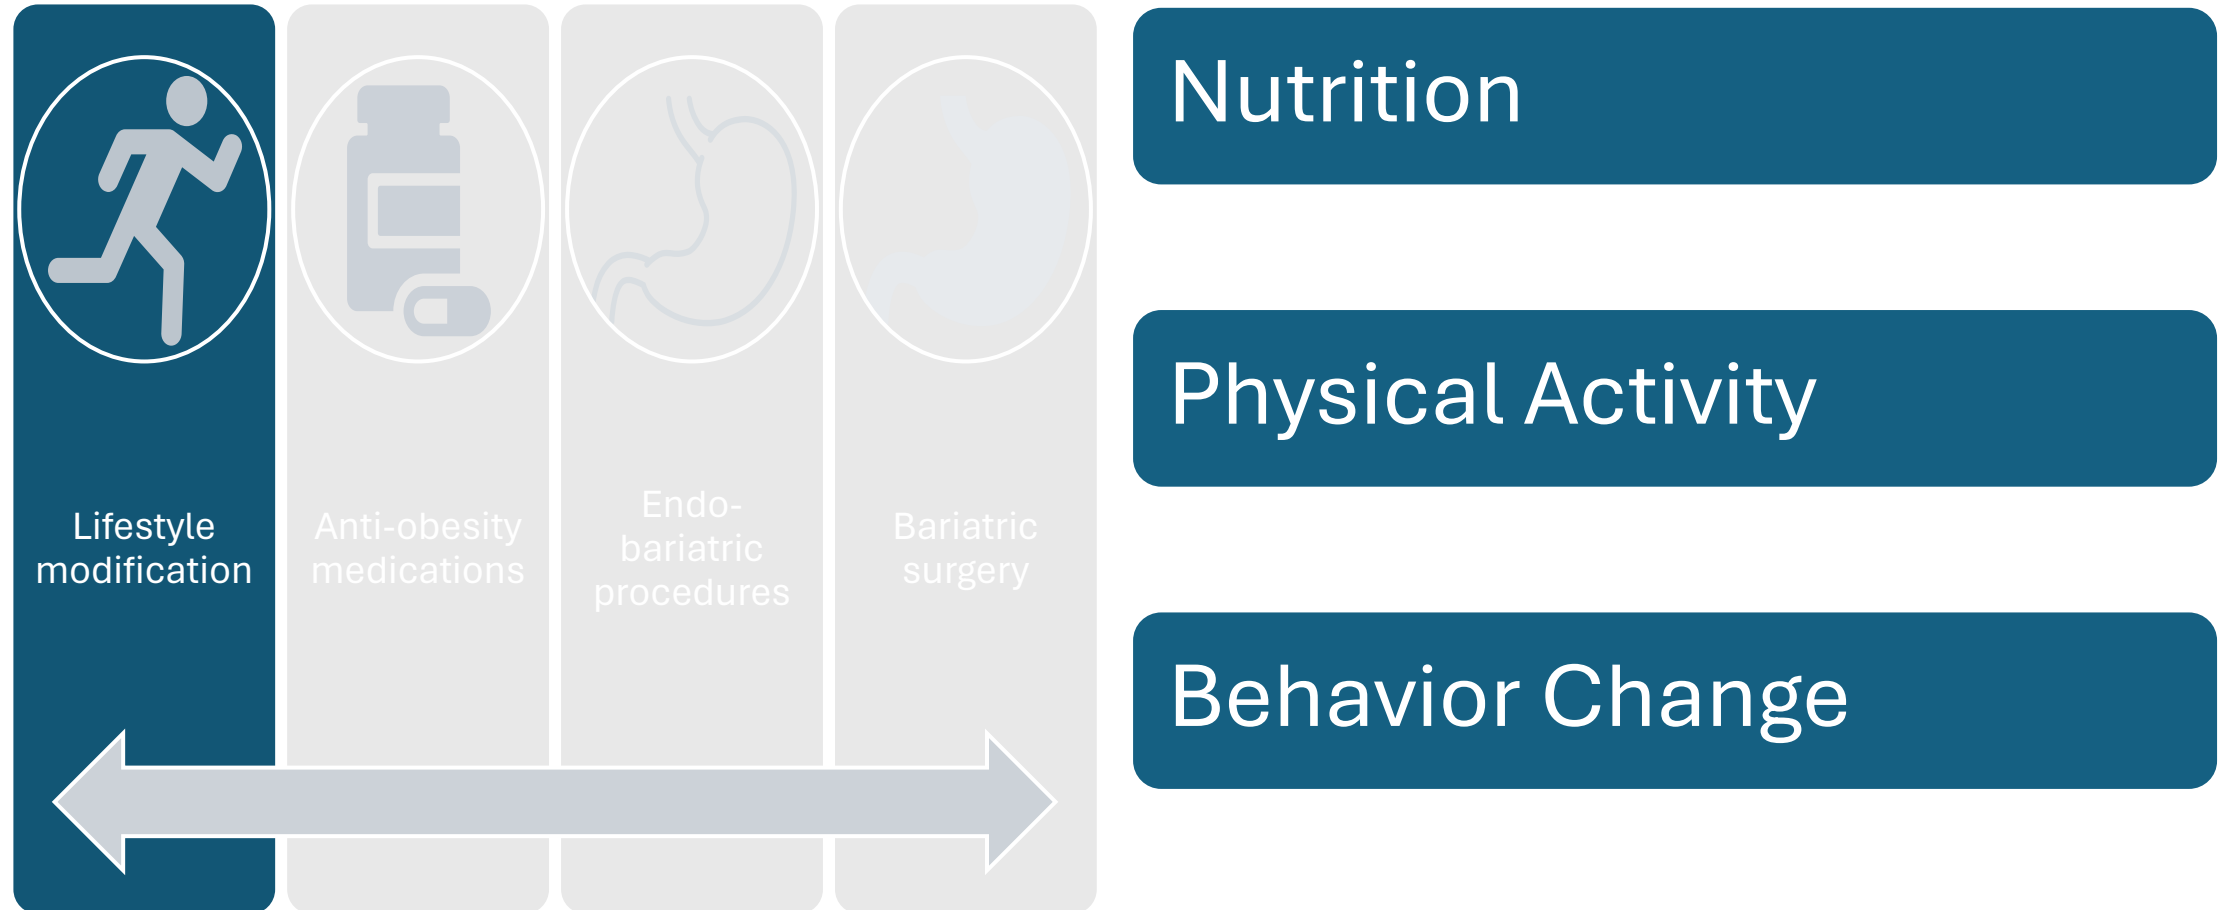 Lifestyle
modification
Anti-obesity
medications
Endo-
bariatric
procedures
Bariatric
surgery
Nutrition
Physical Activity
Behavior Change